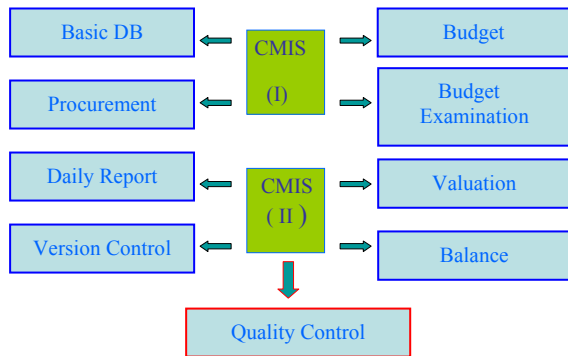 Basic DB
CMIS
(I)
Budget
Procurement
Budget
Examination
Daily Report
CMIS
( II )
Valuation
Version Control
Balance
Quality Control